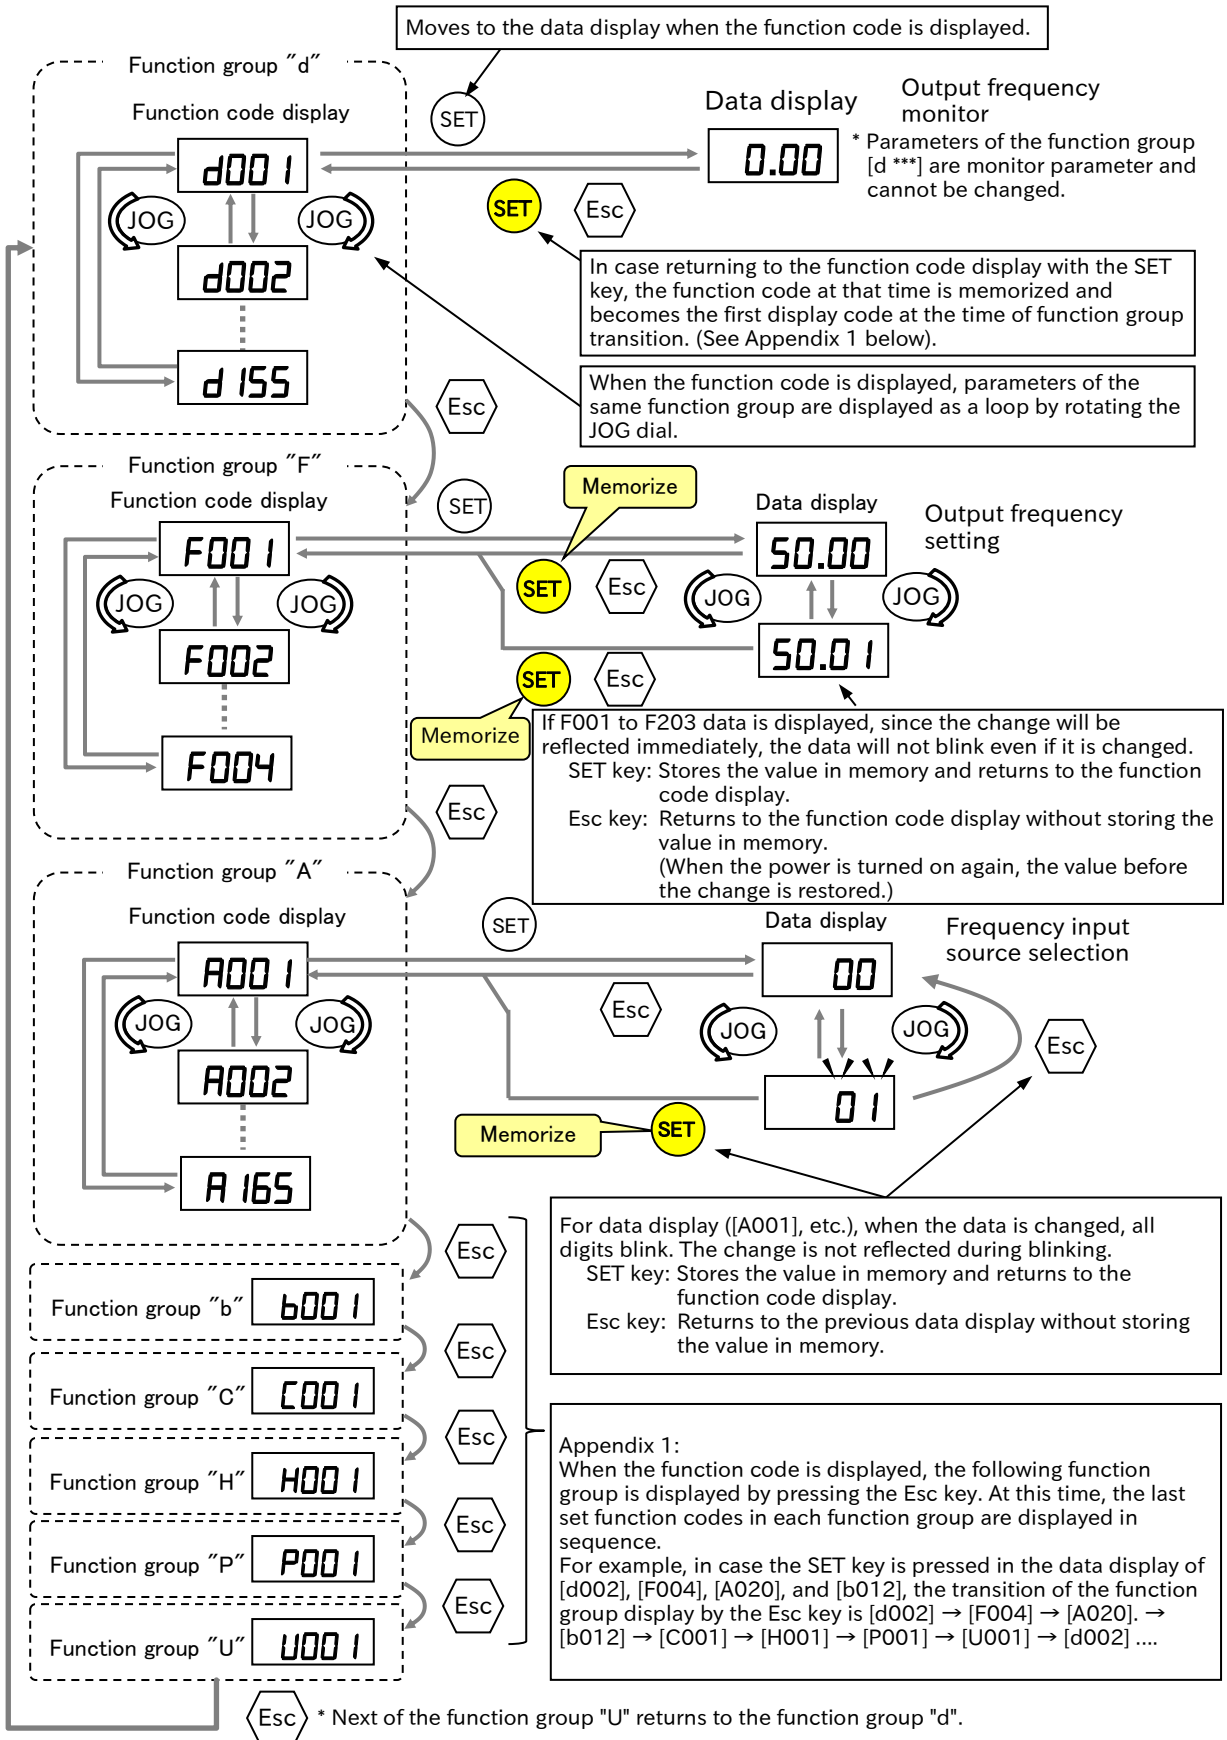 Moves to the data display when the function code is displayed.
Function group "d"
Function code display
SET
Data display
Output frequency
monitor
d001
0.00
* Parameters of the function group
[d ***] are monitor parameter and
cannot be changed.
JOG
JOG
SET
Esc
d002
In case returning to the function code display with the SET
key, the function code at that time is memorized and
becomes the first display code at the time of function group
transition. (See Appendix 1 below).
d155
Esc
When the function code is displayed, parameters of the
same function group are displayed as a loop by rotating the
JOG dial.
Function group "F"
Function code display
Memorize
SET
Data display
Output frequency
setting
F001
50.00
JOG
JOG
SET
Esc
JOG
JOG
F002
50.01
SET
Esc
Memorize
F004
Esc
If F001 to F203 data is displayed, since the change will be
reflected immediately, the data will not blink even if it is changed.
SET key: Stores the value in memory and returns to the function
code display.
Esc key: Returns to the function code display without storing the
value in memory.
(When the power is turned on again, the value before
the change is restored.)
Function group "A"
Function code display
SET
Data display
Frequency input
source selection
A001
00
JOG
JOG
Esc
JOG
JOG
Esc
A002
01
Memorize
SET
A165
For data display ([A001], etc.), when the data is changed, all
digits blink. The change is not reflected during blinking.
SET key: Stores the value in memory and returns to the
function code display.
Esc key: Returns to the previous data display without storing
the value in memory.
Esc
Function group "b"
b001
Esc
Function group "C"
C001
Esc
Function group "H"
H001
Esc
Function group "P"
P001
Esc
Function group "U"
U001
Appendix 1:
When the function code is displayed, the following function
group is displayed by pressing the Esc key. At this time, the last
set function codes in each function group are displayed in
sequence.
For example, in case the SET key is pressed in the data display of
[d002], [F004], [A020], and [b012], the transition of the function
group display by the Esc key is [d002] → [F004] → [A020]. →
[b012] → [C001] → [H001] → [P001] → [U001] → [d002] ....
Esc
* Next of the function group "U" returns to the function group "d".